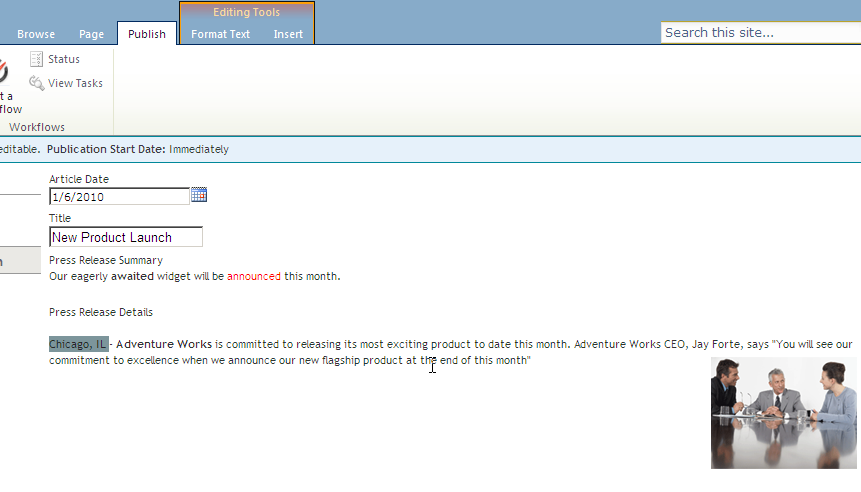 Editing Tools
Browse Page Publish Format Text Insert
Search this site...
Status
View Tasks
t a
flow
Workflows
editable. Publication Start Date: Immediately
Article Date
1/6/2010
Title
New Product Launch
Press Release Summary
Our eagerly awaited widget will be announced this month.
Press Release Details
Chicago, IL - Adventure Works is committed to releasing its most exciting product to date this month. Adventure Works CEO, Jay Forte, says "You will see our
commitment to excellence when we announce our new flagship product at the end of this month"